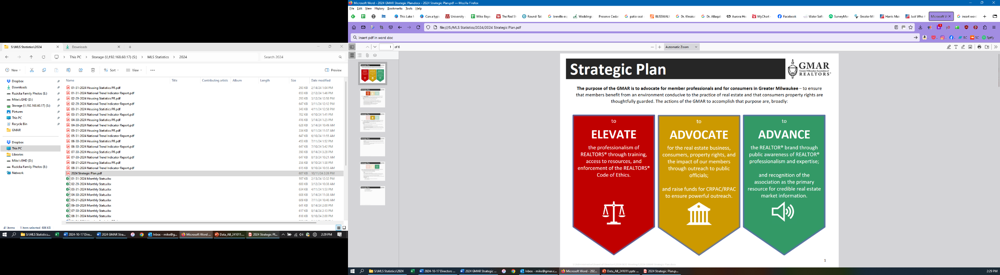 S:\MLS Statistics\2024
Downloads
This PC > Storage (\\192.168.60.17) (S:) > MLS Statistics > 2024
Search 2024
New
Sort
View
Preview
Name Title Contributing artists Album Length Size Date modified
Dropbox
Downloads
Ruzicka Family Photos (E:)
Mike's EHD (D:)
Storage (\\192.168.60.17) (S:)
Pictures
This PC
Recycle Bin
GMAR
Dropbox
This PC
Libraries
Mike's EHD (D:)
Ruzicka Family Photos (E:)
Network
01-31-2024 Housing Statistics PR.pdf 293 KB 2/14/24 1:04 PM
01-31-2024 National Trend Indicator Report.pdf 653 KB 2/12/24 1:46 PM
02-29-2024 Housing Statistics PR.pdf 293 KB 3/12/24 12:58 PM
02-29-2024 National Trend Indicator Report.pdf 647 KB 3/11/24 12:12 PM
03-31-2024 Housing Statistics PR.pdf 343 KB 4/11/24 12:58 PM
03-31-2024 National Trend Indicator Report.pdf 702 KB 4/10/24 1:41 PM
04-30-2024 Housing Statistics PR.pdf 416 KB 5/14/24 1:25 PM
04-30-2024 National Trend Indicator Report.pdf 628 KB 5/14/24 10:49 AM
05-31-2024 Housing Statistics PR.pdf 334 KB 6/11/24 11:57 AM
05-31-2024 National Trend Indicator Report.pdf 647 KB 6/10/24 11:55 AM
06-30-2024 Housing Statistics PR.pdf 453 KB 7/11/24 1:52 PM
06-30-2024 National Trend Indicator Report.pdf 647 KB 7/10/24 5:42 PM
07-30-2024 Housing Statistics PR.pdf 390 KB 8/14/24 3:28 PM
07-30-2024 National Trend Indicator Report.pdf 647 KB 8/13/24 10:21 AM
08-31-2024 Housing Statistics PR.pdf 356 KB 9/10/24 1:58 PM
08-31-2024 National Trend Indicator Report.pdf 615 KB 9/10/24 10:55 AM
2024 Strategic Plan.pdf 687 KB 10/11/24 2:26 PM
01-31-2024 Monthly Stats.xlsx 597 KB 2/13/24 12:32 PM
02-29-2024 Monthly Stats.xlsx 600 KB 3/12/24 10:38 AM
03-31-2024 Monthly Stats.xlsx 634 KB 4/11/24 1:53 PM
04-30-2024 Monthly Stats.xlsx 608 KB 5/14/24 11:38 AM
05-31-2024 Monthly Stats.xlsx 609 KB 7/11/24 10:40 AM
06-30-2024 Monthly Stats.xlsx 641 KB 8/14/24 2:00 PM
07-30-2024 Monthly Stats.xlsx 617 KB 8/14/24 2:13 PM
08-31-2024 Monthly Stats.xlsx 618 KB 9/10/24 2:00 PM
41 items 1 item selected 686 KB
S:\MLS Statistics... 2024-10-17 Dire... 2024 GMAR Stra... Inbox - mike@g... Microsoft Word ... Data_All_241011.... 2024 Strategic Pl... 2:29 PM
Microsoft Word - 2024 GMAR Strategic Plan.docx - 2024 Strategic Plan.pdf — Mozilla Firefox
File Edit View History Bookmarks Tools Help
This Lake Can a typic University Mike Beye The Red Sh Round-Tab breville esp Weddings Preserve Cedar patio seat BLISSWAL Dr. Khraisa Dr. Allaqab Aurora He MyChart Facebook Water Soft SurveyMor Greater Mi Harris Mai Just Who A Microsoft W insert word
file:///S:/MLS Statistics/2024/2024 Strategic Plan.pdf
insert pdf in word doc
BC SC Sptfy
1 of 6
Automatic Zoom
Strategic Plan
GMAR
Greater Milwaukee Association of
REALTORS®
The purpose of the GMAR is to advocate for member professionals and for consumers in Greater Milwaukee – to ensure
that members benefit from an environment conducive to the practice of real estate and that consumers property rights are
thoughtfully guarded. The actions of the GMAR to accomplish that purpose are, broadly:
to
ELEVATE
the professionalism of
REALTORS® through training,
access to resources, and
enforcement of the REALTORS®
Code of Ethics.
to
ADVOCATE
for the real estate business,
consumers, property rights, and
the impact of our members
through outreach to public
officials;
and raise funds for CRPAC/RPAC
to ensure powerful outreach.
to
ADVANCE
the REALTOR® brand through
public awareness of REALTOR®
professionalism and expertise;
and recognition of the
association as the primary
resource for credible real estate
market information.
1
S:\MLS Statistics\2024 2024-10-17 Directors ... 2024 GMAR Strategic ... Inbox - mike@gmar.c... Microsoft Word - 202... Data_All_241011.pptx ... 2024 Strategic Plan.p... 2:29 PM